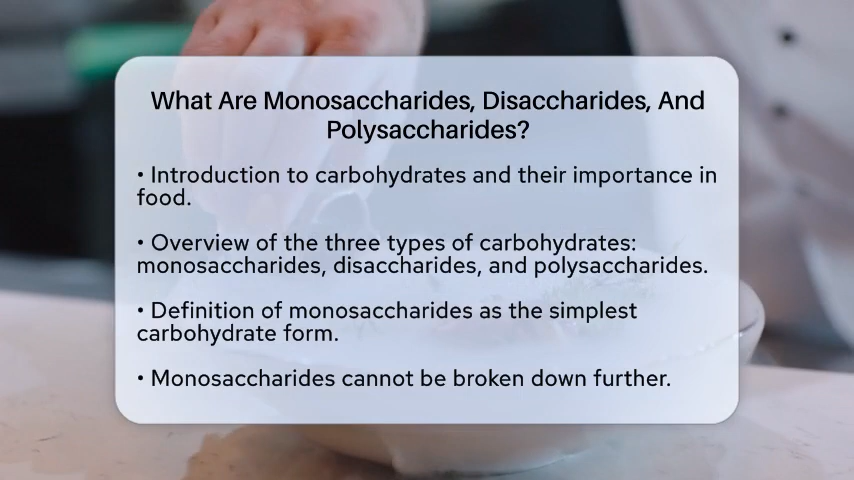 What Are Monosaccharides, Disaccharides, And
Polysaccharides?
• Introduction to carbohydrates and their importance in
food.
• Overview of the three types of carbohydrates:
monosaccharides, disaccharides, and polysaccharides.
• Definition of monosaccharides as the simplest
carbohydrate form.
• Monosaccharides cannot be broken down further.